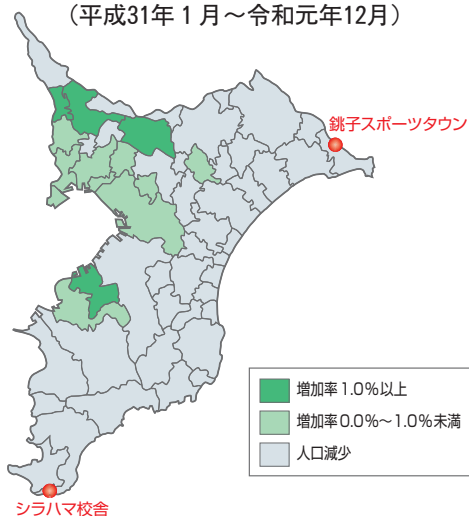 (平成31年1月〜令和元年12月)
銚子スポーツタウン
増加率1.0%以上
増加率0.0%〜1.0%未満
人口減少
シラハマ校舎